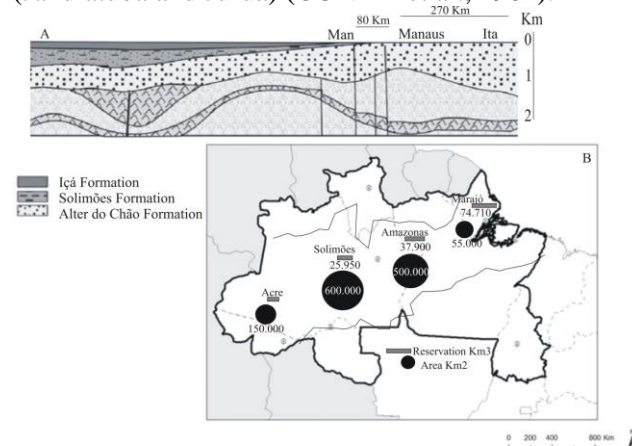 A
Man
80 Km
270 Km
Manaus
Ita
Km
0
1
2
Içá Formation
Solimões Formation
Alter do Chão Formation
B
Marajó
74.710
55.000
Amazonas
37.900
500.000
Solimões
25.950
600.000
Acre
150.000
Reservation Km3
Area Km2
0 200 400 800 Km